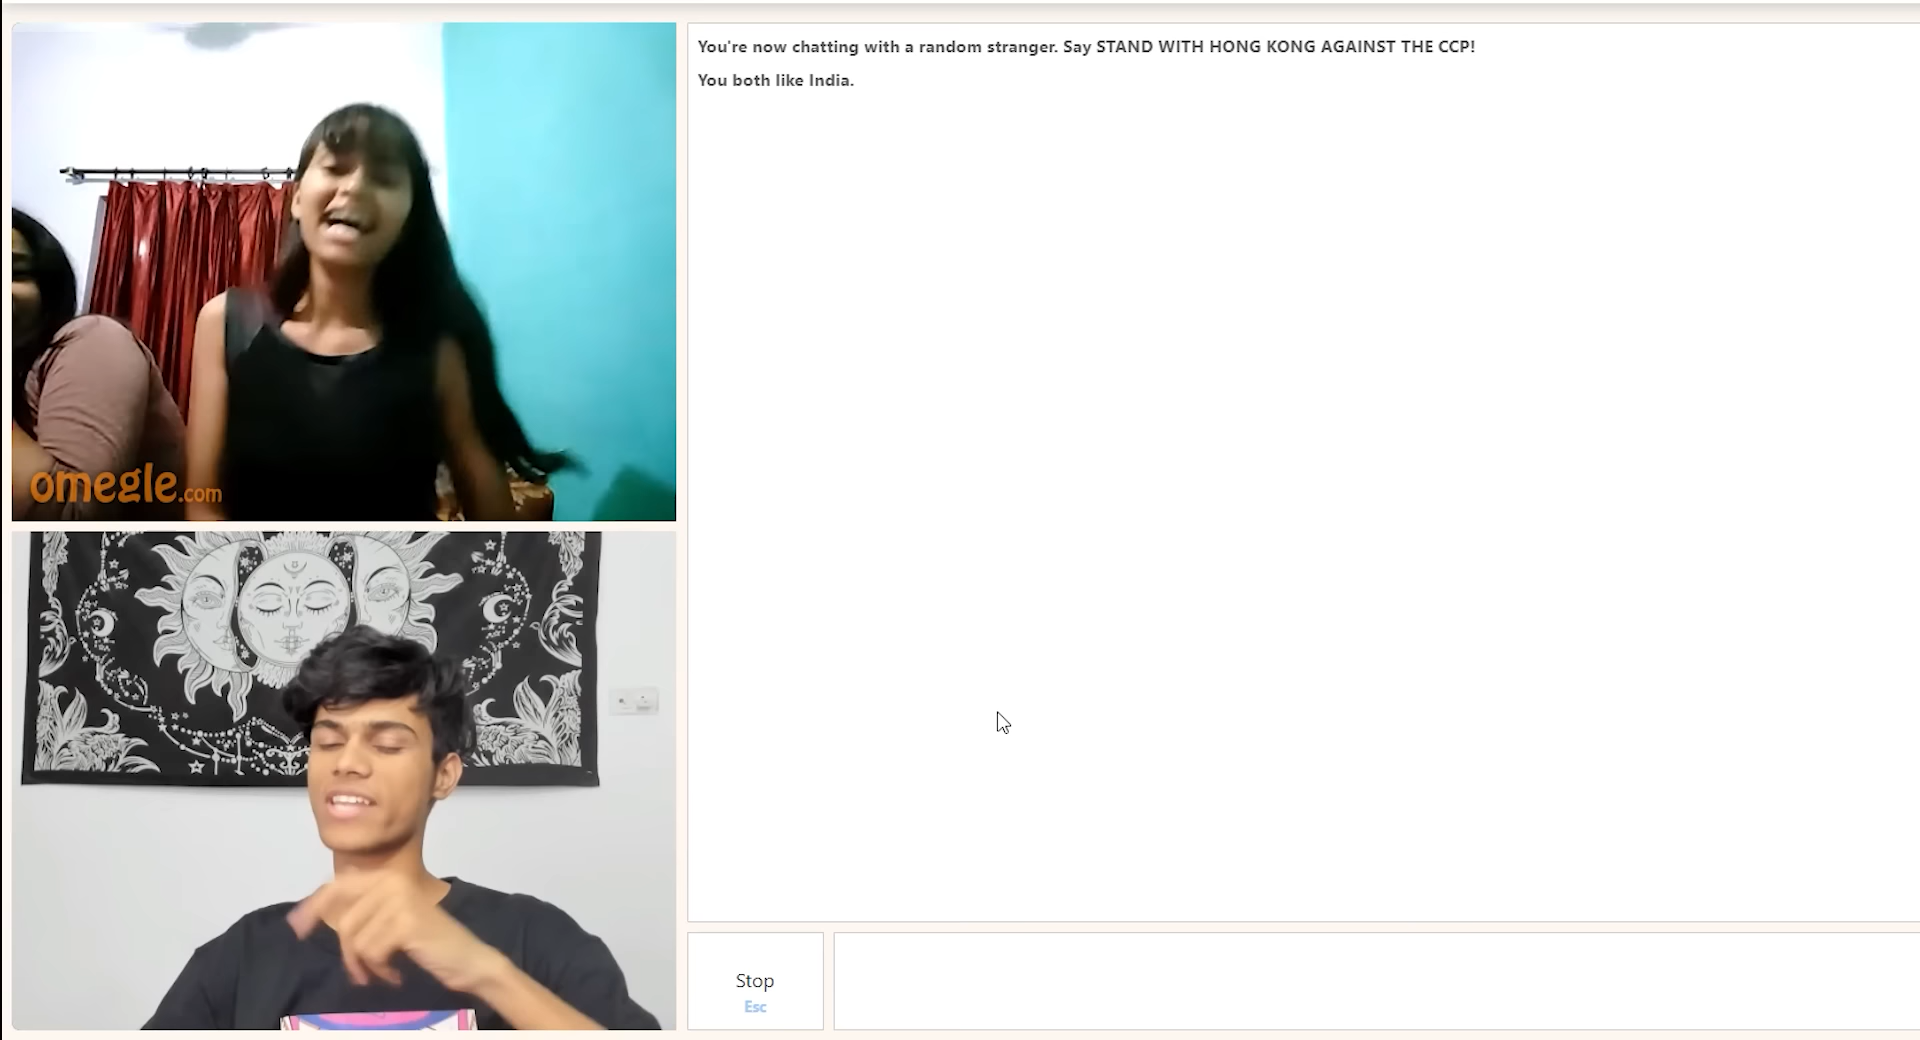 You're now chatting with a random stranger. Say STAND WITH HONG KONG AGAINST THE CCP!
You both like India.
omegle.com
Stop
Esc